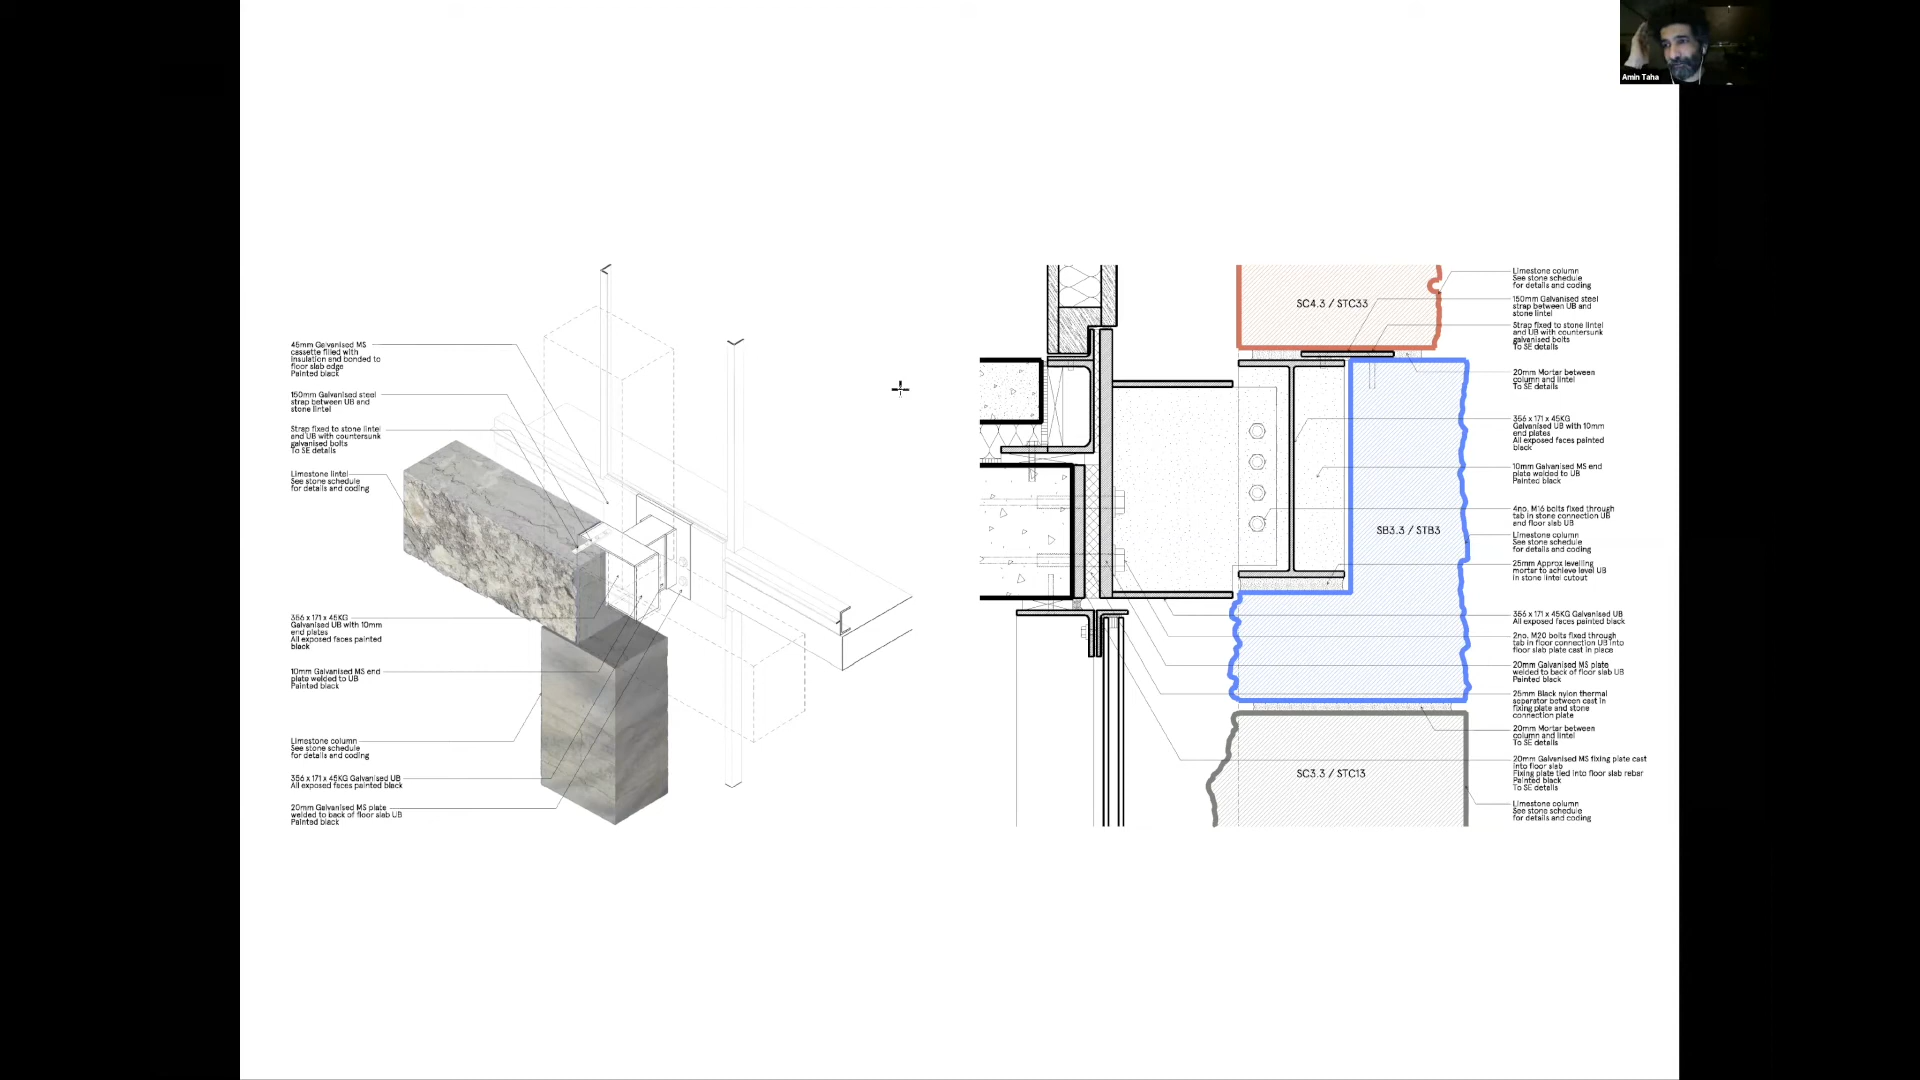 Amin Taha
45mm Galvanised MS
cassette filled with
insulation and bonded to
floor slab edge
Painted black
150mm Galvanised steel
strap between UB and
stone lintel
Strap fixed to stone lintel
and UB with countersunk
galvanised bolts
To SE details
Limestone lintel
See stone schedule
for details and coding
356 x 171 x 45KG
Galvanised UB with 10mm
end plates
All exposed faces painted
black
10mm Galvanised MS end
plate welded to UB
Painted black
Limestone column
See stone schedule
for details and coding
356 x 171 x 45KG Galvanised UB
All exposed faces painted black
20mm Galvanised MS plate
welded to back of floor slab UB
Painted black
SC4.3 / STC33
SB3.3 / STB3
SC3.3 / STC13
Limestone column
See stone schedule
for details and coding
150mm Galvanised steel
strap between UB and
stone lintel
Strap fixed to stone lintel
and UB with countersunk
galvanised bolts
To SE details
20mm Mortar between
column and lintel
To SE details
356 x 171 x 45KG
Galvanised UB with 10mm
end plates
All exposed faces painted
black
10mm Galvanised MS end
plate welded to UB
Painted black
4no. M16 bolts fixed through
tab in stone connection UB
and floor slab UB
Limestone column
See stone schedule
for details and coding
25mm Approx levelling
mortar to achieve level UB
in stone lintel cutout
356 x 171 x 45KG Galvanised UB
All exposed faces painted black
2no. M20 bolts fixed through
tab in floor connection UB into
floor slab plate cast in place
20mm Galvanised MS plate
welded to back of floor slab UB
Painted black
25mm Black nylon thermal
separator between cast in
fixing plate and stone
connection plate
20mm Mortar between
column and lintel
To SE details
20mm Galvanised MS fixing plate cast
into floor slab
Fixing plate tied into floor slab rebar
Painted black
To SE details
Limestone column
See stone schedule
for details and coding